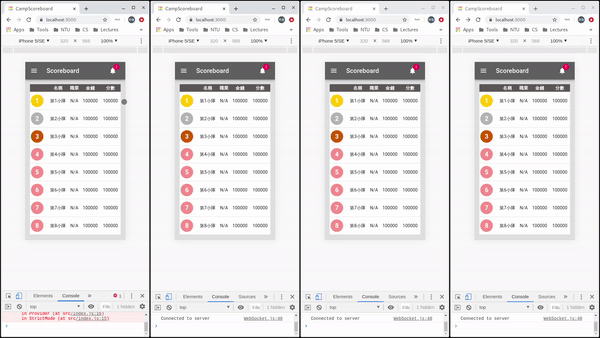 CampScoreboard
localhost:3000
Apps Tools NTU CS Lectures
iPhone 5/SE 320 × 568 100%
Scoreboard
名稱 職業 金錢 分數
1 第1小隊 N/A 100000 100000
2 第2小隊 N/A 100000 100000
3 第3小隊 N/A 100000 100000
4 第4小隊 N/A 100000 100000
5 第5小隊 N/A 100000 100000
6 第6小隊 N/A 100000 100000
7 第7小隊 N/A 100000 100000
8 第8小隊 N/A 100000 100000
Elements Console 1
top 1 hidden
in Provider (at src/index.js:16)
in StrictMode (at src/index.js:15)
CampScoreboard
localhost:3000
Apps Tools NTU CS Lectures
iPhone 5/SE 320 × 568 100%
Scoreboard
名稱 職業 金錢 分數
1 第1小隊 N/A 100000 100000
2 第2小隊 N/A 100000 100000
3 第3小隊 N/A 100000 100000
4 第4小隊 N/A 100000 100000
5 第5小隊 N/A 100000 100000
6 第6小隊 N/A 100000 100000
7 第7小隊 N/A 100000 100000
8 第8小隊 N/A 100000 100000
Elements Console Sources
top 1 hidden
Connected to server WebSocket.js:40
CampScoreboard
localhost:3000
Apps Tools NTU CS Lectures
iPhone 5/SE 320 × 568 100%
Scoreboard
名稱 職業 金錢 分數
1 第1小隊 N/A 100000 100000
2 第2小隊 N/A 100000 100000
3 第3小隊 N/A 100000 100000
4 第4小隊 N/A 100000 100000
5 第5小隊 N/A 100000 100000
6 第6小隊 N/A 100000 100000
7 第7小隊 N/A 100000 100000
8 第8小隊 N/A 100000 100000
Elements Console Sources
top 1 hidden
Connected to server WebSocket.js:40
CampScoreboard
localhost:3000
Apps Tools NTU CS Lectures
iPhone 5/SE 320 × 568 100%
Scoreboard
名稱 職業 金錢 分數
1 第1小隊 N/A 100000 100000
2 第2小隊 N/A 100000 100000
3 第3小隊 N/A 100000 100000
4 第4小隊 N/A 100000 100000
5 第5小隊 N/A 100000 100000
6 第6小隊 N/A 100000 100000
7 第7小隊 N/A 100000 100000
8 第8小隊 N/A 100000 100000
Elements Console Sources
top 1 hidden
Connected to server WebSocket.js:40